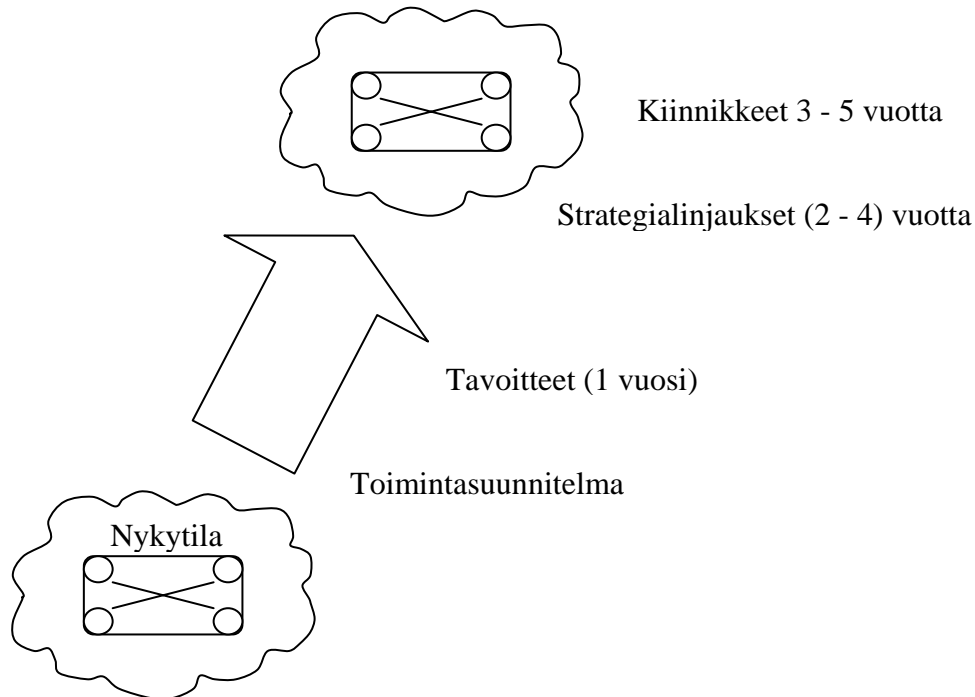 Kiinnikkeet 3 - 5 vuotta
Strategialinjaukset (2 - 4) vuotta
Tavoitteet (1 vuosi)
Toimintasuunnitelma
Nykytila